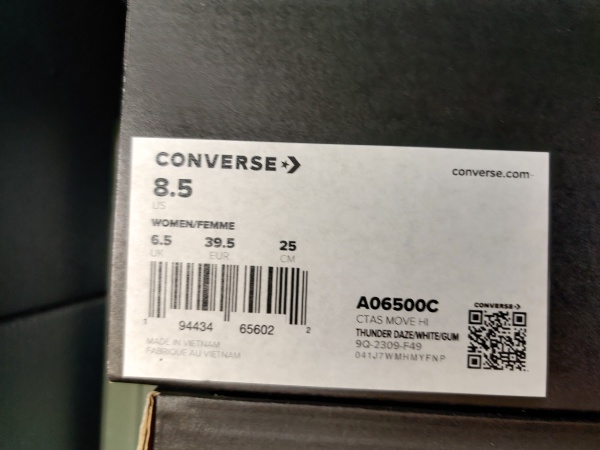 CONVERSE
converse.com
8.5
US
WOMEN/FEMME
6.5 39.5 25
UK EUR CM
94434 65602 2
MADE IN VIETNAM
FABRIQUE AU VIETNAM
A06500C
CTAS MOVE HI
THUNDER DAZE/WHITE/GUM
9Q-2309-F49
041J7WMHMYFNP
CONVERSE